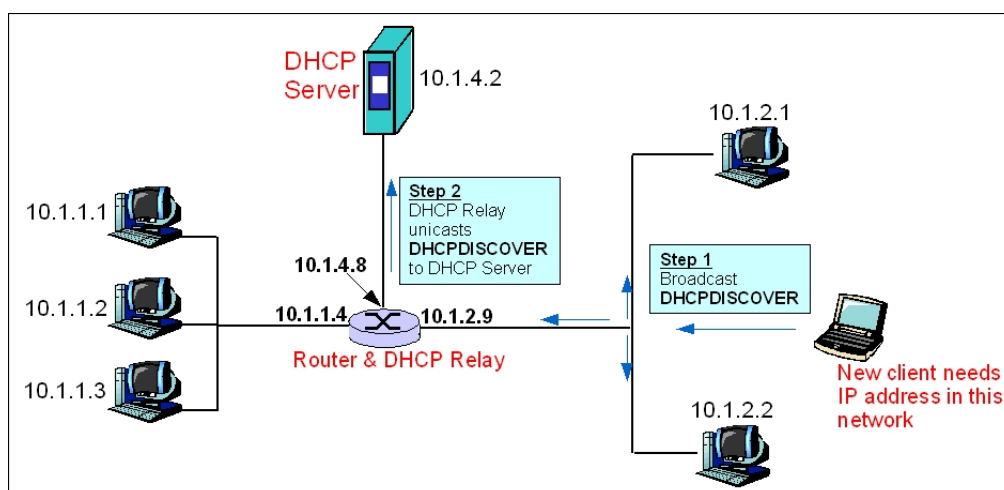 DHCP
Server
10.1.4.2
10.1.2.1
10.1.1.1
Step 2
DHCP Relay
unicasts
DHCPDISCOVER
to DHCP Server
10.1.4.8
Step 1
Broadcast
DHCPDISCOVER
10.1.1.2
10.1.1.4
10.1.2.9
Router & DHCP Relay
10.1.1.3
New client needs
IP address in this
network
10.1.2.2